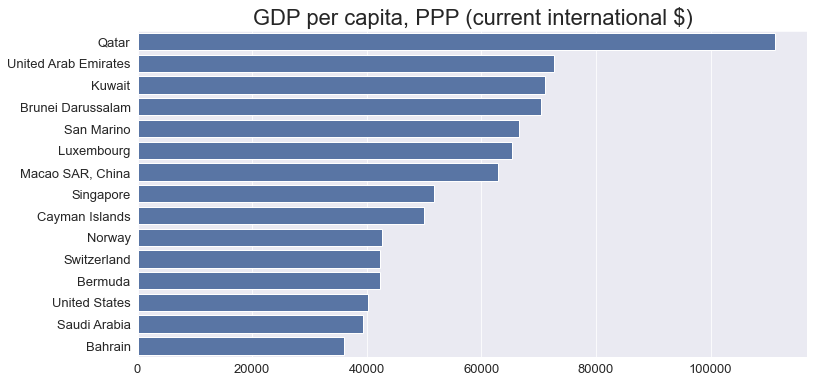 GDP per capita, PPP (current international $)
Qatar
United Arab Emirates
Kuwait
Brunei Darussalam
San Marino
Luxembourg
Macao SAR, China
Singapore
Cayman Islands
Norway
Switzerland
Bermuda
United States
Saudi Arabia
Bahrain
0 20000 40000 60000 80000 100000